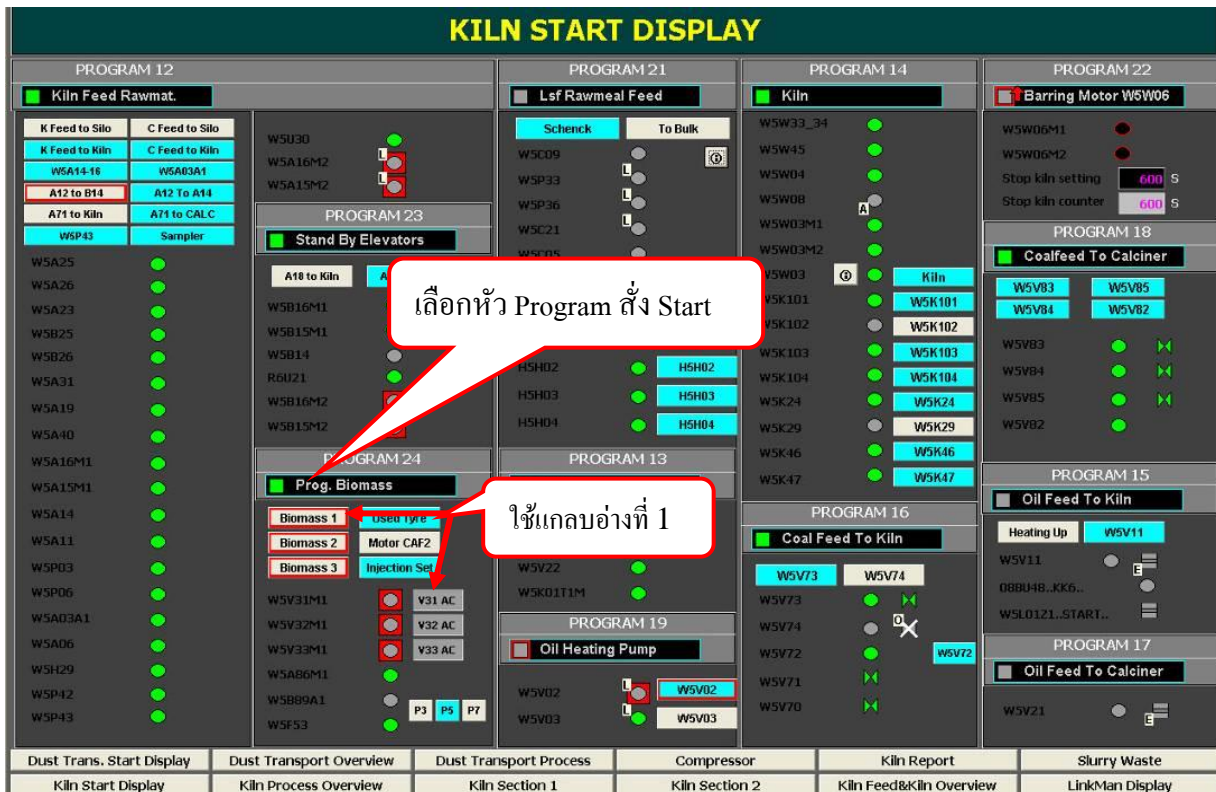 KILN START DISPLAY
PROGRAM 12
Kiln Feed Rawmat.
K Feed to Silo
C Feed to Silo
K Feed to Kiln
C Feed to Kiln
W5A14-16
W5A03A1
A12 to B14
A12 To A14
A71 to Kiln
A71 to CALC
W5P43
Sampler
W5A25
W5A26
W5A23
W5B25
W5B26
W5A31
W5A19
W5A40
W5A16M1
W5A15M1
W5A14
W5A11
W5P03
W5P06
W5A03A1
W5A06
W5H29
W5P42
W5P43
W5U30
W5A16M2
L
W5A15M2
L
PROGRAM 23
Stand By Elevators
A18 to Kiln
W5B16M1
W5B15M1
W5B14
R6U21
W5B16M2
W5B15M2
PROGRAM 24
Prog. Biomass
Biomass 1
Used Tyre
Biomass 2
Motor CAF2
Biomass 3
Injection Set
W5V31M1
V31 AC
W5V32M1
V32 AC
W5V33M1
V33 AC
W5A86M1
W5B89A1
P3 P5 P7
W5F53
PROGRAM 21
Lsf Rawmeal Feed
Schenck
To Bulk
W5C09
W5P33
L
W5P36
L
W5C21
L
W5C05
H5H02
H5H02
H5H03
H5H03
H5H04
H5H04
PROGRAM 13
W5V22
W5K01T1M
PROGRAM 19
Oil Heating Pump
W5V02
L
W5V02
W5V03
L
W5V03
เลือกหัว Program สั่ง Start
ใช้แกลบอ่างที่ 1
PROGRAM 14
Kiln
W5W33_34
W5W45
W5W04
W5W08
A
W5W03M1
W5W03M2
W5W03
Kiln
W5K101
W5K101
W5K102
W5K102
W5K103
W5K103
W5K104
W5K104
W5K24
W5K24
W5K29
W5K29
W5K46
W5K46
W5K47
W5K47
PROGRAM 16
Coal Feed To Kiln
W5V73
W5V74
W5V73
W5V74
O
W5V72
W5V72
W5V71
W5V70
PROGRAM 22
Barring Motor W5W06
W5W06M1
W5W06M2
Stop kiln setting 600 S
Stop kiln counter 600 S
PROGRAM 18
Coalfeed To Calciner
W5V83
W5V85
W5V84
W5V82
W5V83
W5V84
W5V85
W5V82
PROGRAM 15
Oil Feed To Kiln
Heating Up
W5V11
W5V11
E
088U48..KK6..
W5L0121..START..
PROGRAM 17
Oil Feed To Calciner
W5V21
E
Dust Trans. Start Display
Dust Transport Overview
Dust Transport Process
Compressor
Kiln Report
Slurry Waste
Kiln Start Display
Kiln Process Overview
Kiln Section 1
Kiln Section 2
Kiln Feed&Kiln Overview
LinkMan Display